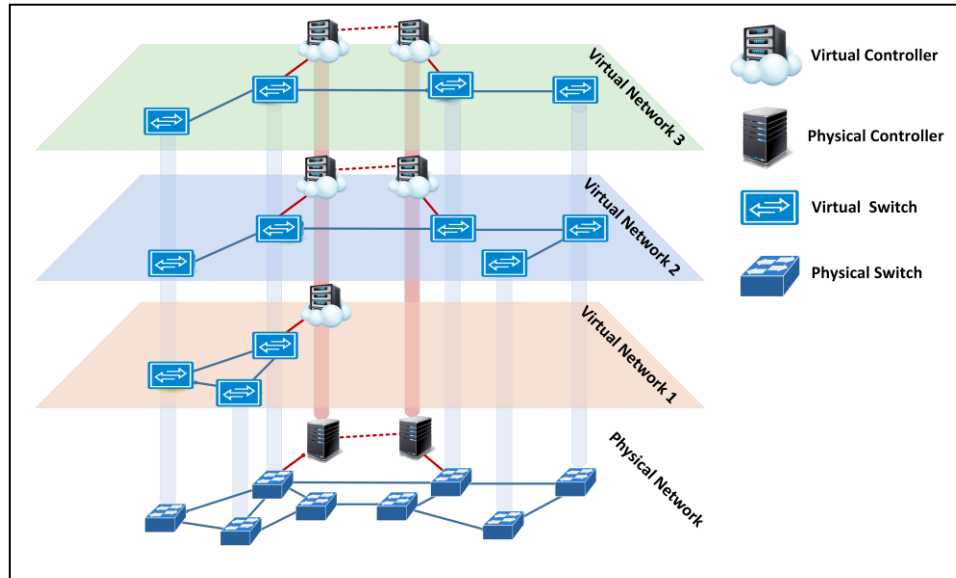 Virtual Network 3
Virtual Network 2
Virtual Network 1
Physical Network
Virtual Controller
Physical Controller
Virtual Switch
Physical Switch